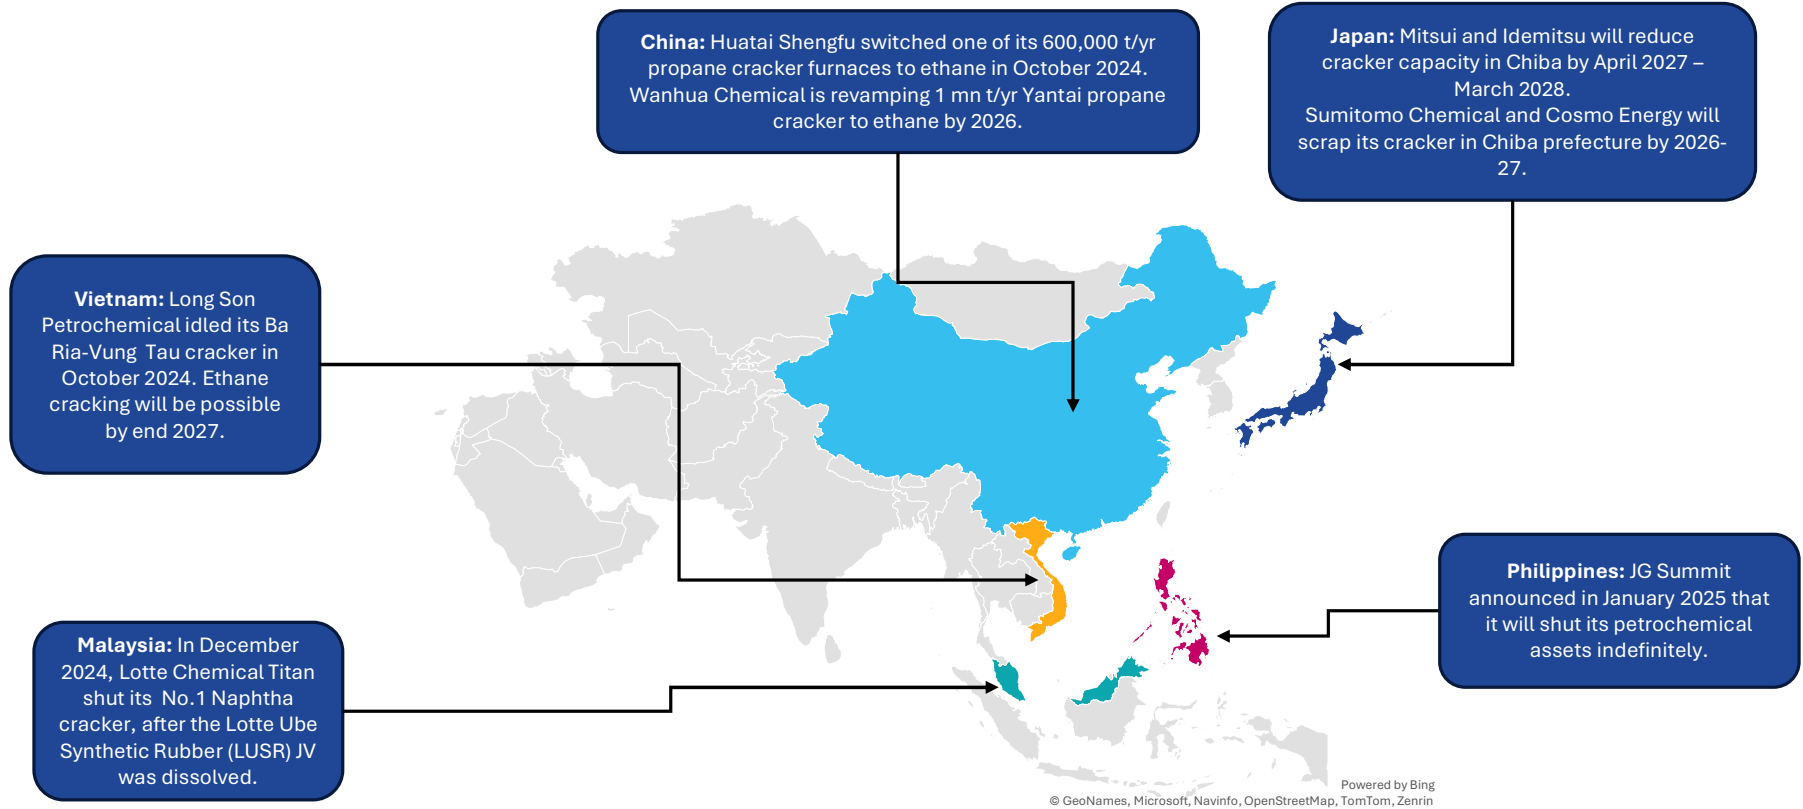 China: Huatai Shengfu switched one of its 600,000 t/yr
propane cracker furnaces to ethane in October 2024.
Wanhua Chemical is revamping 1 mn t/yr Yantai propane
cracker to ethane by 2026.
Japan: Mitsui and Idemitsu will reduce
cracker capacity in Chiba by April 2027 –
March 2028.
Sumitomo Chemical and Cosmo Energy will
scrap its cracker in Chiba prefecture by 2026-
27.
Vietnam: Long Son
Petrochemical idled its Ba
Ria-Vung Tau cracker in
October 2024. Ethane
cracking will be possible
by end 2027.
Philippines: JG Summit
announced in January 2025 that
it will shut its petrochemical
assets indefinitely.
Malaysia: In December
2024, Lotte Chemical Titan
shut its No.1 Naphtha
cracker, after the Lotte Ube
Synthetic Rubber (LUSR) JV
was dissolved.
Powered by Bing
© GeoNames, Microsoft, Navinfo, OpenStreetMap, TomTom, Zenrin